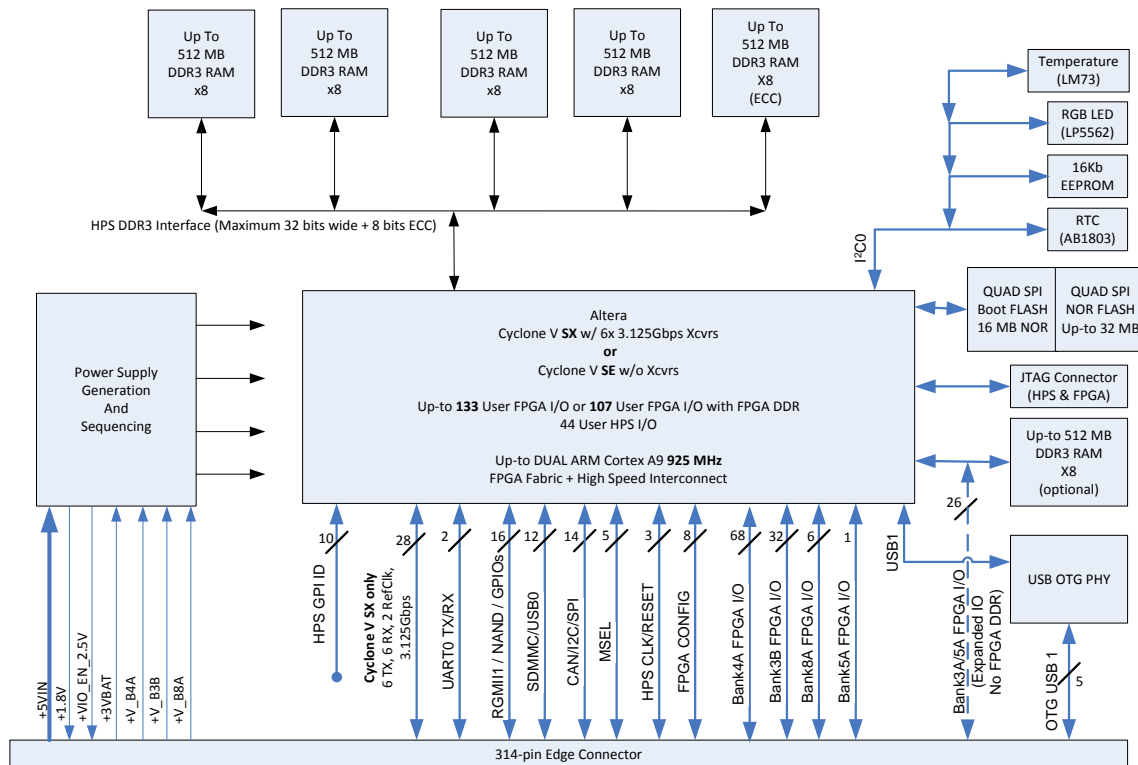 Up To
512 MB
DDR3 RAM
x8
Up To
512 MB
DDR3 RAM
x8
Up To
512 MB
DDR3 RAM
x8
Up To
512 MB
DDR3 RAM
x8
Up To
512 MB
DDR3 RAM
X8
(ECC)
Temperature
(LM73)
RGB LED
(LP5562)
16Kb
EEPROM
RTC
(AB1803)
HPS DDR3 Interface (Maximum 32 bits wide + 8 bits ECC)
I²C0
Power Supply
Generation
And
Sequencing
Altera
Cyclone V SX w/ 6x 3.125Gbps Xcvrs
or
Cyclone V SE w/o Xcvrs
Up-to 133 User FPGA I/O or 107 User FPGA I/O with FPGA DDR
44 User HPS I/O
Up-to DUAL ARM Cortex A9 925 MHz
FPGA Fabric + High Speed Interconnect
QUAD SPI
Boot FLASH
16 MB NOR
QUAD SPI
NOR FLASH
Up-to 32 MB
JTAG Connector
(HPS & FPGA)
Up-to 512 MB
DDR3 RAM
X8
(optional)
26
10
28
2
16
12
14
5
3
8
68
32
6
1
USB1
USB OTG PHY
+5VIN
+1.8V
+VIO_EN_2.5V
+3VBAT
+V_B4A
+V_B3B
+V_B8A
HPS GPI ID
Cyclone V SX only
6 TX, 6 RX, 2 RefClk,
3.125Gbps
UART0 TX/RX
RGMII1 / NAND / GPIOs
SDMMC/USB0
CAN/I2C/SPI
MSEL
HPS CLK/RESET
FPGA CONFIG
Bank4A FPGA I/O
Bank3B FPGA I/O
Bank8A FPGA I/O
Bank5A FPGA I/O
Bank3A/5A FPGA I/O
(Expanded IO
No FPGA DDR)
OTG USB 1
5
314-pin Edge Connector